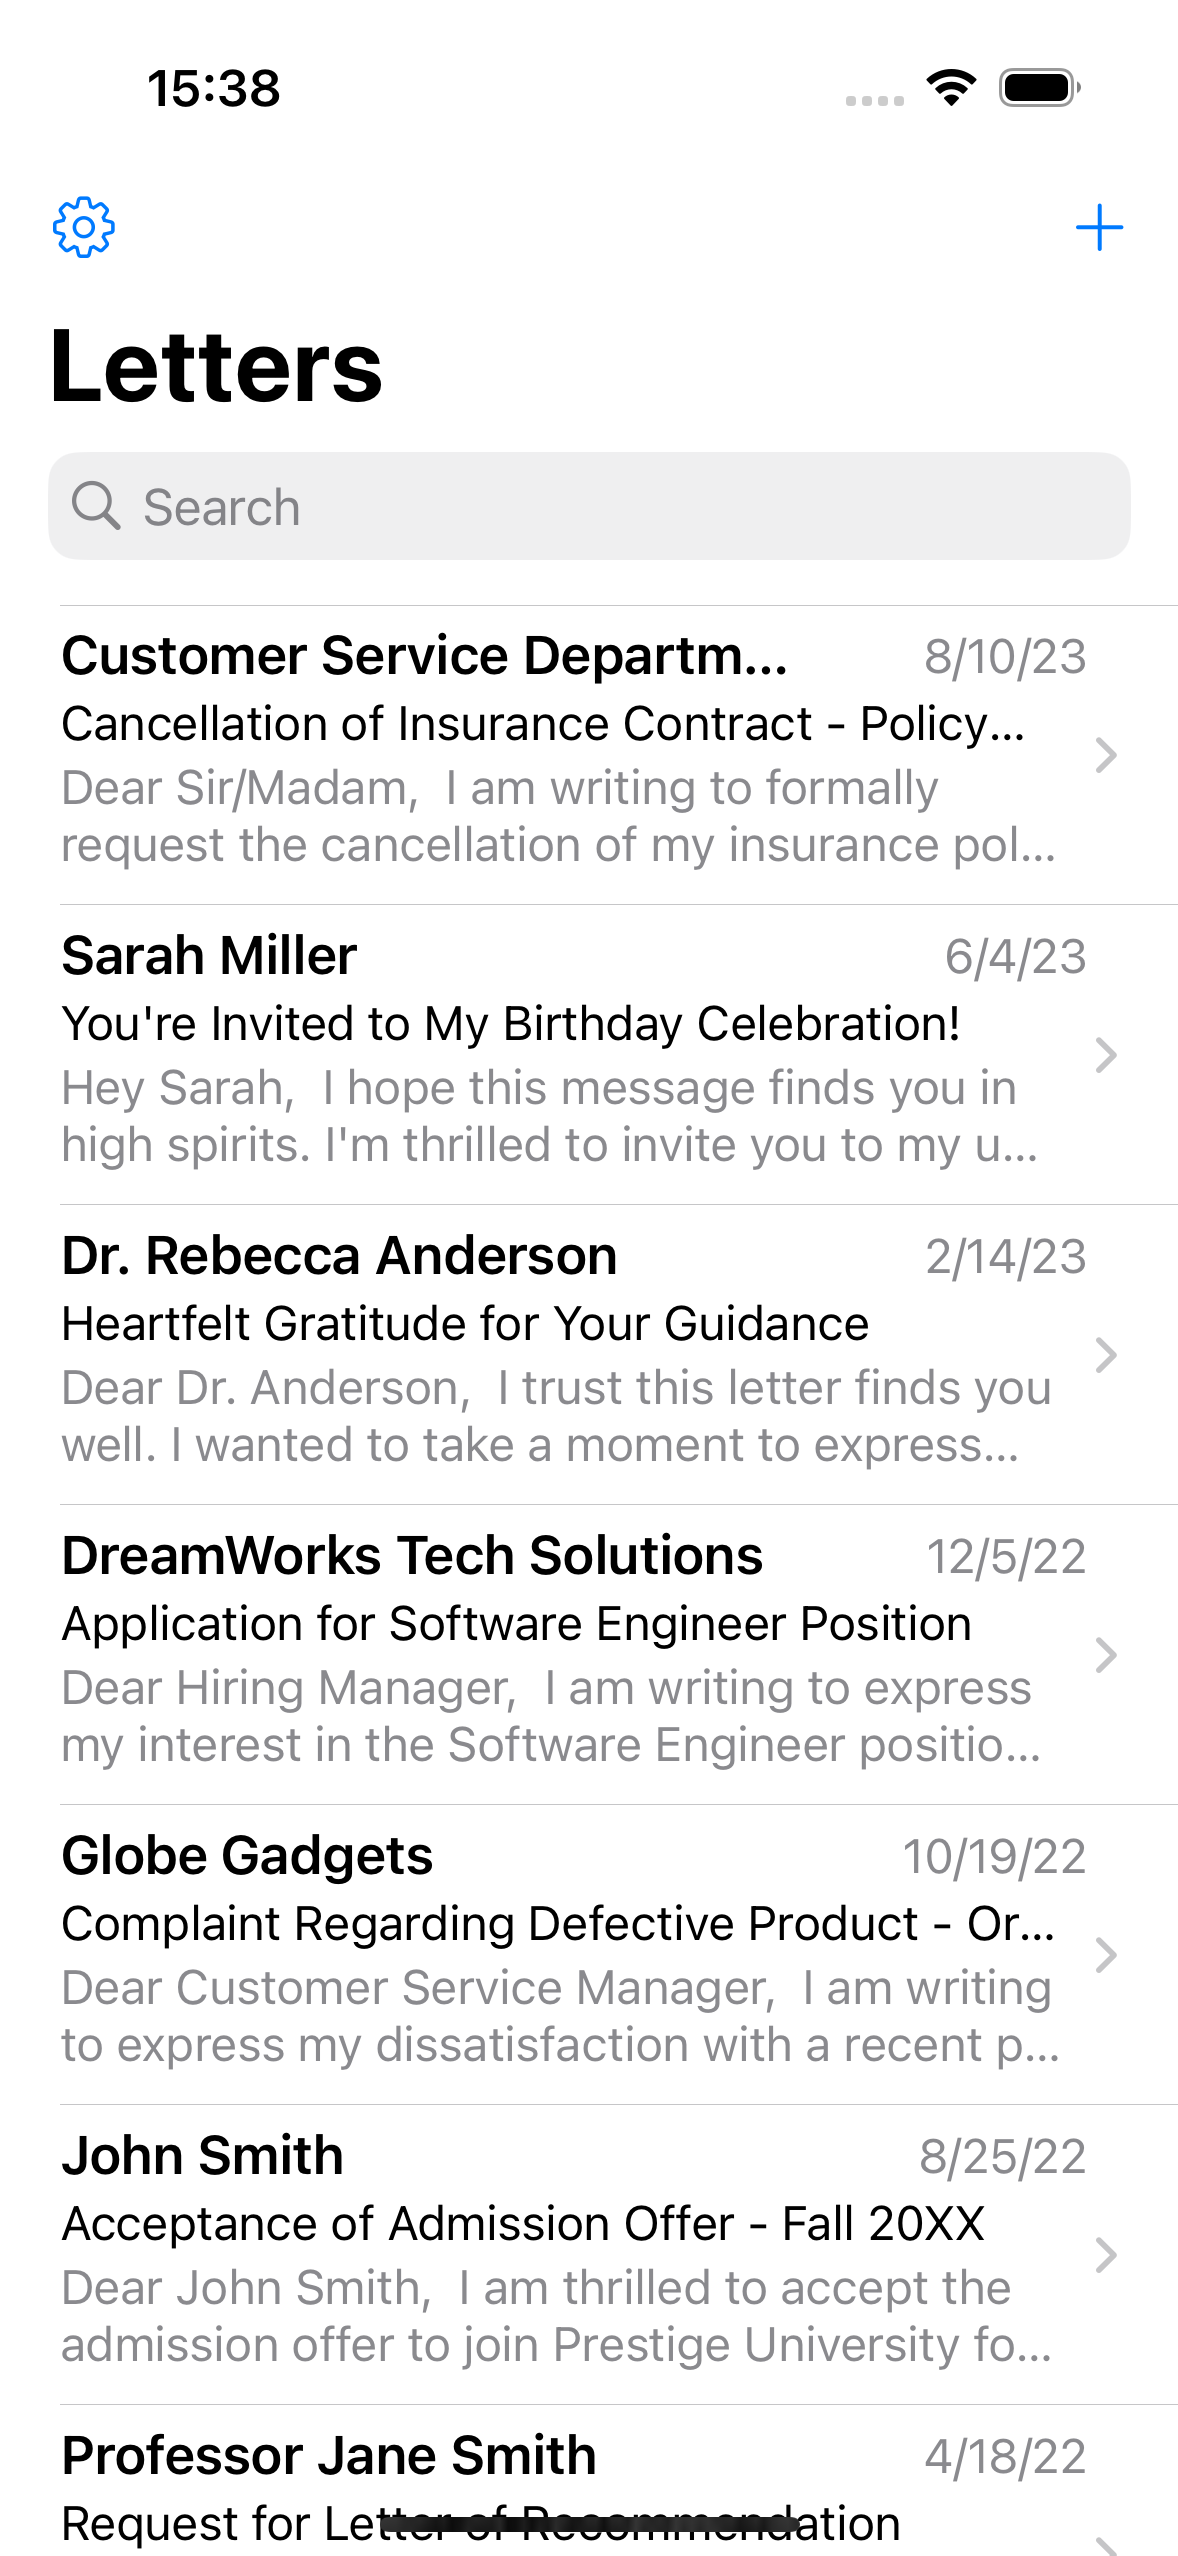 15:38
Letters
Search
Customer Service Departm... 8/10/23
Cancellation of Insurance Contract - Policy...
Dear Sir/Madam,  I am writing to formally
request the cancellation of my insurance pol...
Sarah Miller 6/4/23
You're Invited to My Birthday Celebration!
Hey Sarah,  I hope this message finds you in
high spirits. I'm thrilled to invite you to my u...
Dr. Rebecca Anderson 2/14/23
Heartfelt Gratitude for Your Guidance
Dear Dr. Anderson,  I trust this letter finds you
well. I wanted to take a moment to express...
DreamWorks Tech Solutions 12/5/22
Application for Software Engineer Position
Dear Hiring Manager,  I am writing to express
my interest in the Software Engineer positio...
Globe Gadgets 10/19/22
Complaint Regarding Defective Product - Or...
Dear Customer Service Manager,  I am writing
to express my dissatisfaction with a recent p...
John Smith 8/25/22
Acceptance of Admission Offer - Fall 20XX
Dear John Smith,  I am thrilled to accept the
admission offer to join Prestige University fo...
Professor Jane Smith 4/18/22
Request for Letter of Recommendation